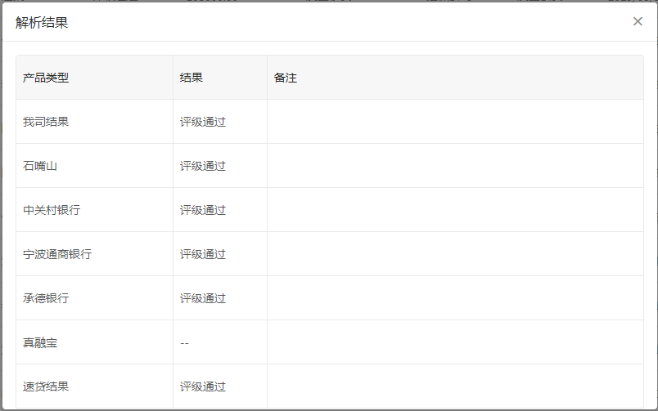 解析结果
产品类型 结果 备注
我司结果 评级通过
石嘴山 评级通过
中关村银行 评级通过
宁波通商银行 评级通过
承德银行 评级通过
真融宝 --
速贷结果 评级通过